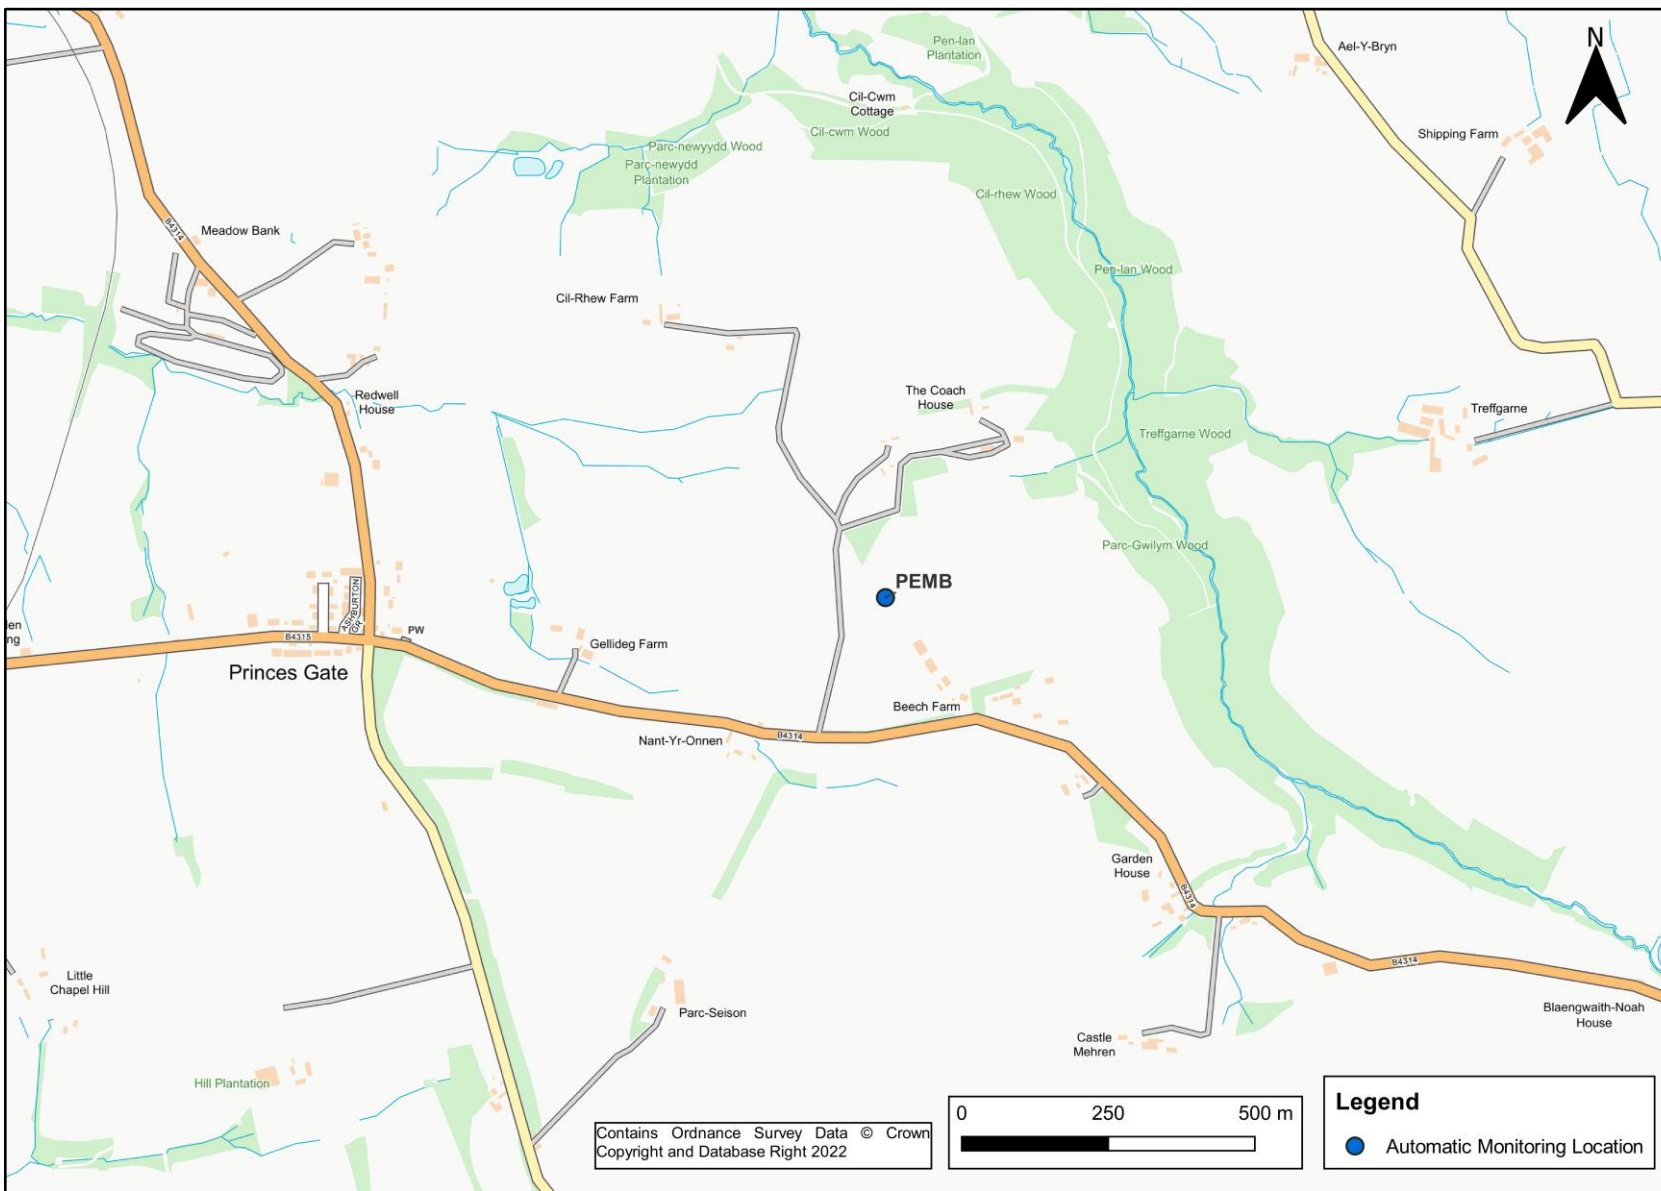 N
Pen-lan
Plantation
Ael-Y-Bryn
Cil-Cwm
Cottage
Cil-cwm Wood
Shipping Farm
Parc-newyydd Wood
Parc-newydd
Plantation
Cil-rhew Wood
B4314
Meadow Bank
Pen-lan Wood
Cil-Rhew Farm
Redwell
House
The Coach
House
Treffgarne
Treffgarne Wood
Parc-Gwilym Wood
PEMB
ASHBURTON
GR
len
ng
B4315
PW
Princes Gate
Gellideg Farm
Beech Farm
Nant-Yr-Onnen
B4314
Garden
House
B4314
B4314
Little
Chapel Hill
Parc-Seison
Blaengwaith-Noah
House
Castle
Mehren
Hill Plantation
Contains Ordnance Survey Data © Crown
Copyright and Database Right 2022
0 250 500 m
Legend
Automatic Monitoring Location